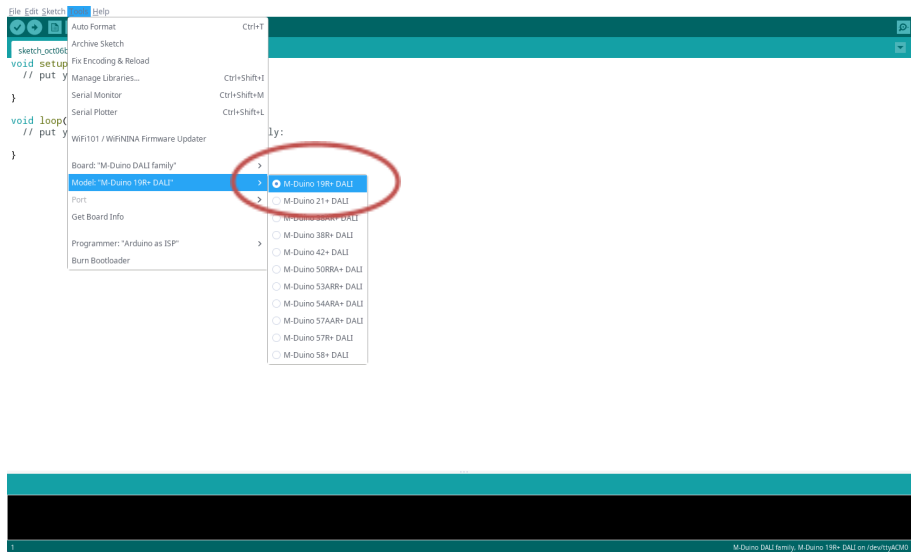 File Edit Sketch Tools Help
Auto Format Ctrl+T
Archive Sketch
sketch_oct06b
Fix Encoding & Reload
void setup
Manage Libraries... Ctrl+Shift+I
// put y
Serial Monitor Ctrl+Shift+M
}
Serial Plotter Ctrl+Shift+L
void loop(
// put y ly:
WiFi101 / WiFiNINA Firmware Updater
}
Board: "M-Duino DALI family"
Model: "M-Duino 19R+ DALI"
Port
Get Board Info
Programmer: "Arduino as ISP"
Burn Bootloader
M-Duino 19R+ DALI
M-Duino 21+ DALI
M-Duino 38AR+ DALI
M-Duino 38R+ DALI
M-Duino 42+ DALI
M-Duino 50RRA+ DALI
M-Duino 53ARR+ DALI
M-Duino 54ARA+ DALI
M-Duino 57AAR+ DALI
M-Duino 57R+ DALI
M-Duino 58+ DALI
1 M-Duino DALI family, M-Duino 19R+ DALI on /dev/ttyACM0